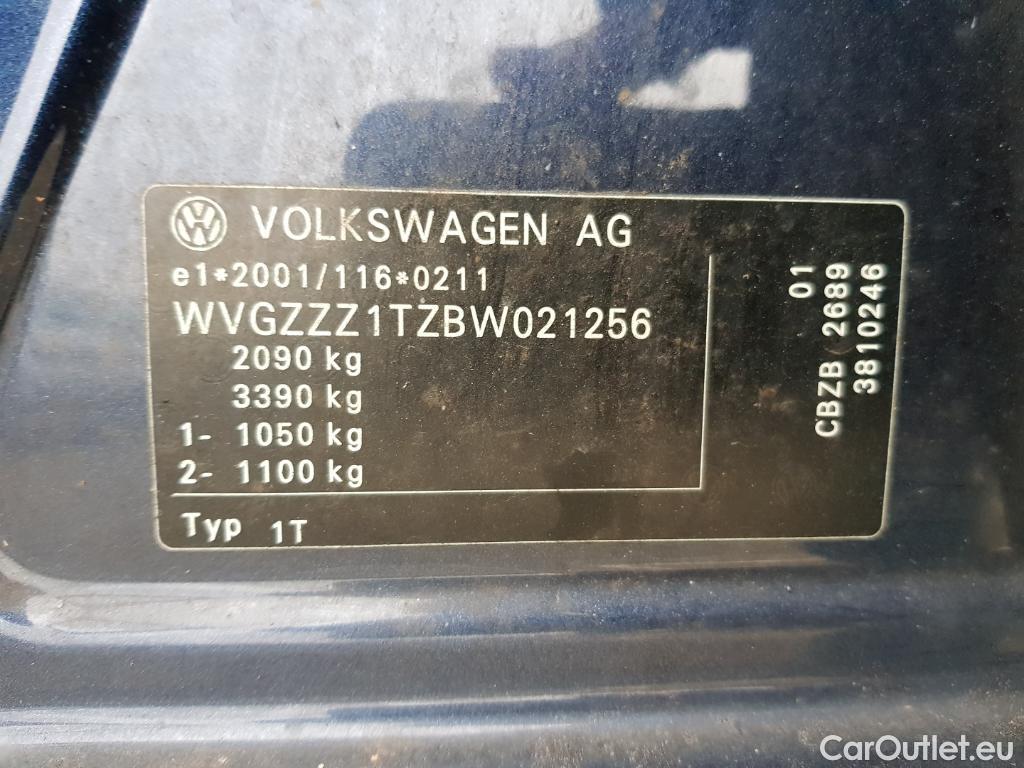 VOLKSWAGEN AG
e1*2001/116*0211
WVGZZZ1TZBW021256
2090 kg
3390 kg
1- 1050 kg
2- 1100 kg
Typ 1T
01
CBZB 2689
3810246
CarOutlet.eu